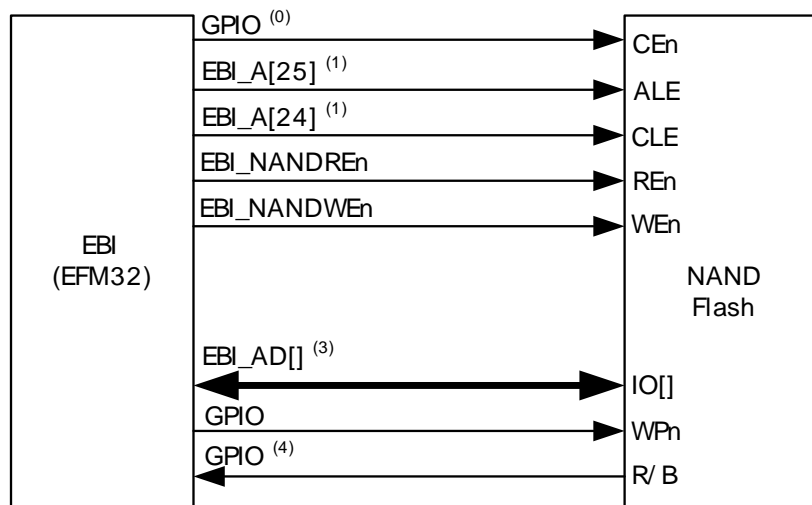 GPIO (0)
CEn
EBI_A[25] (1)
ALE
EBI_A[24] (1)
CLE
EBI_NANDREn
REn
EBI_NANDWEn
WEn
EBI
(EFM32)
NAND
Flash
EBI_AD[] (3)
IO[]
GPIO
WPn
GPIO (4)
R/B